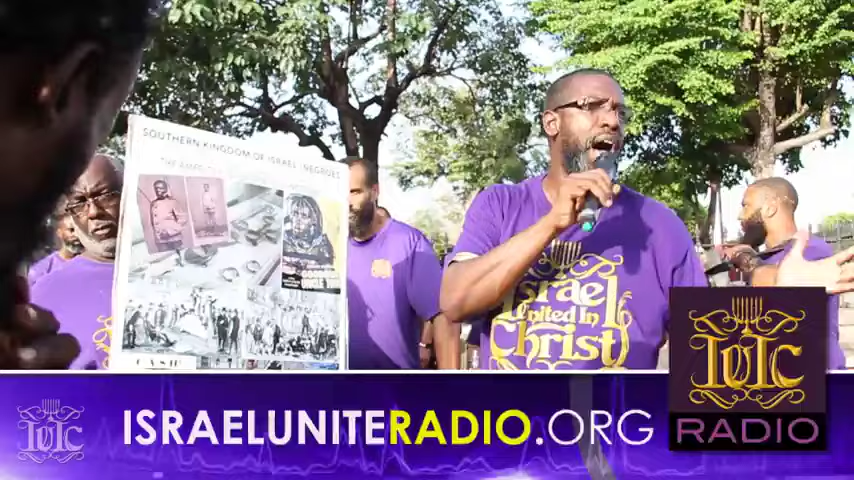 SOUTHERN KINGDOM OF ISRAEL (NEGROES)
Israel
United In
Christ
IUIC
ISRAELUNITERADIO.ORG
IUIC
RADIO